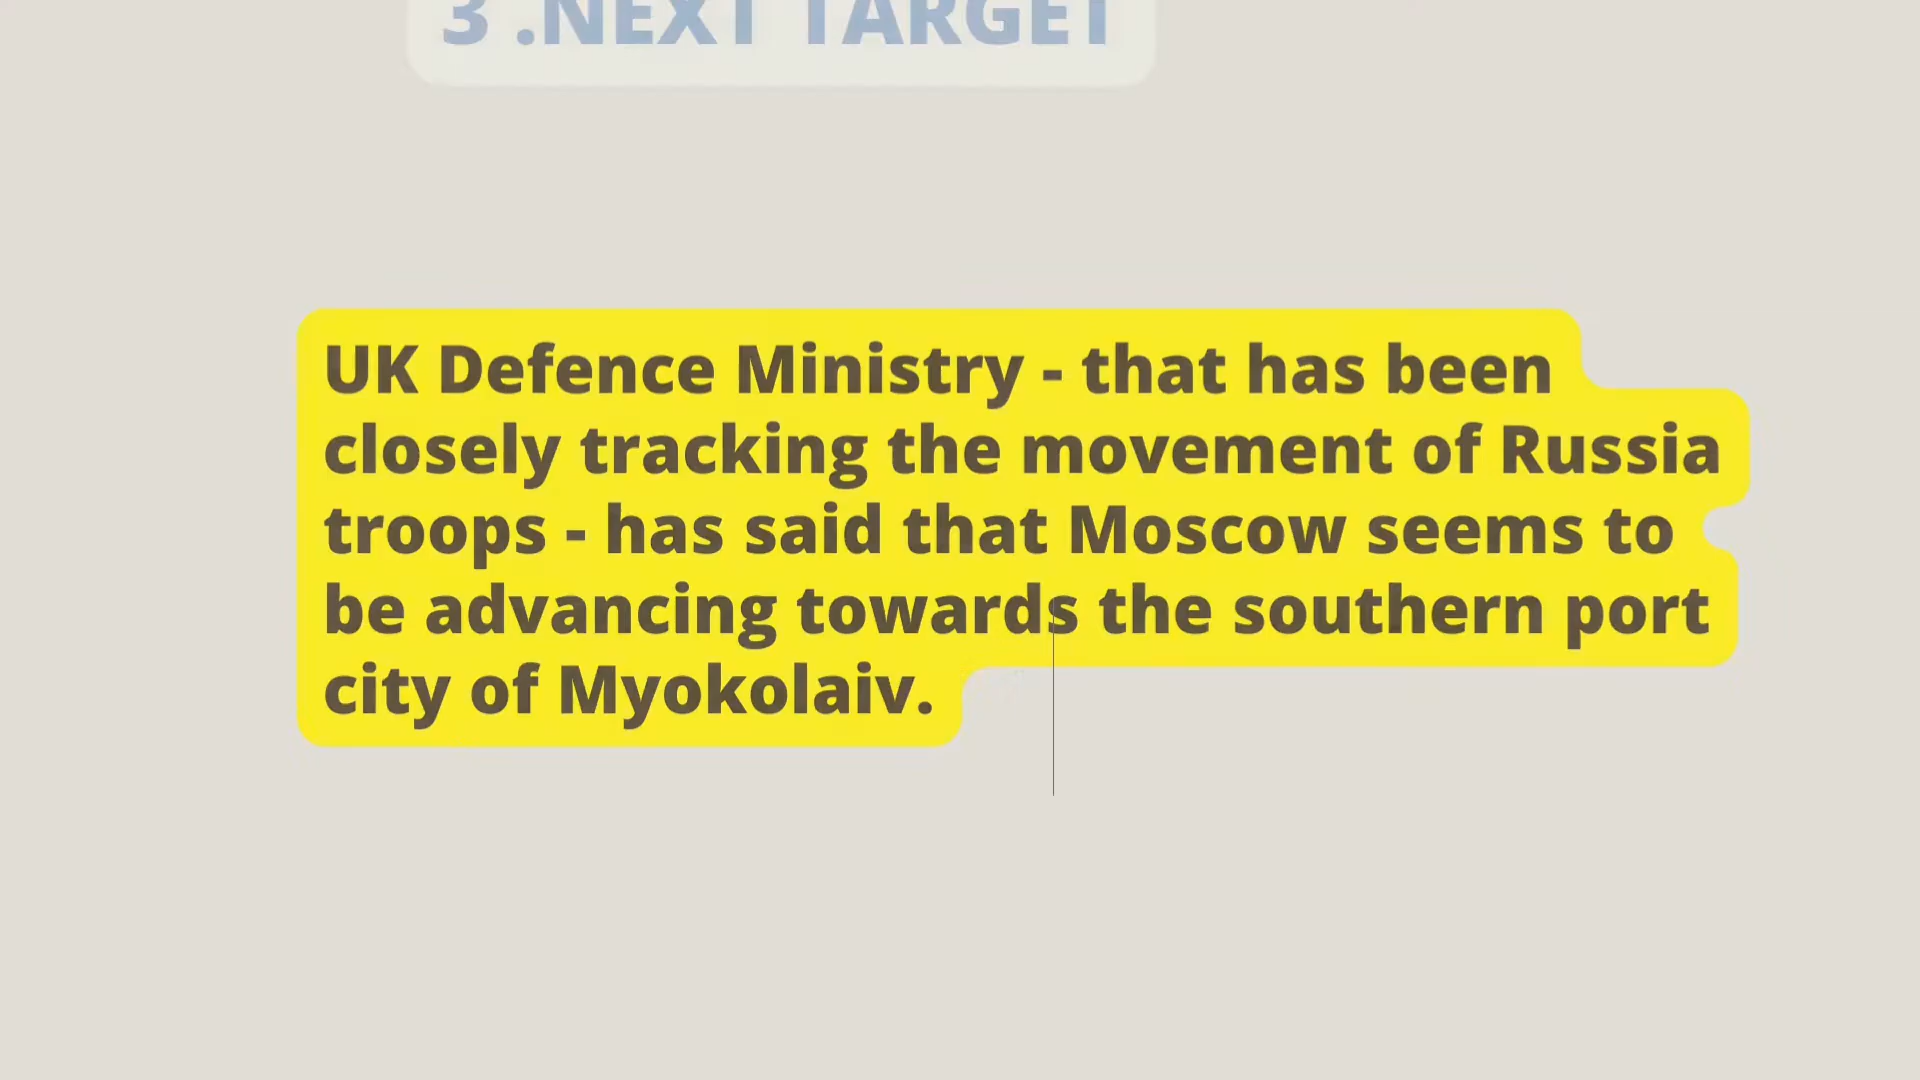 3 .NEXT TARGET
UK Defence Ministry - that has been
closely tracking the movement of Russia
troops - has said that Moscow seems to
be advancing towards the southern port
city of Myokolaiv.